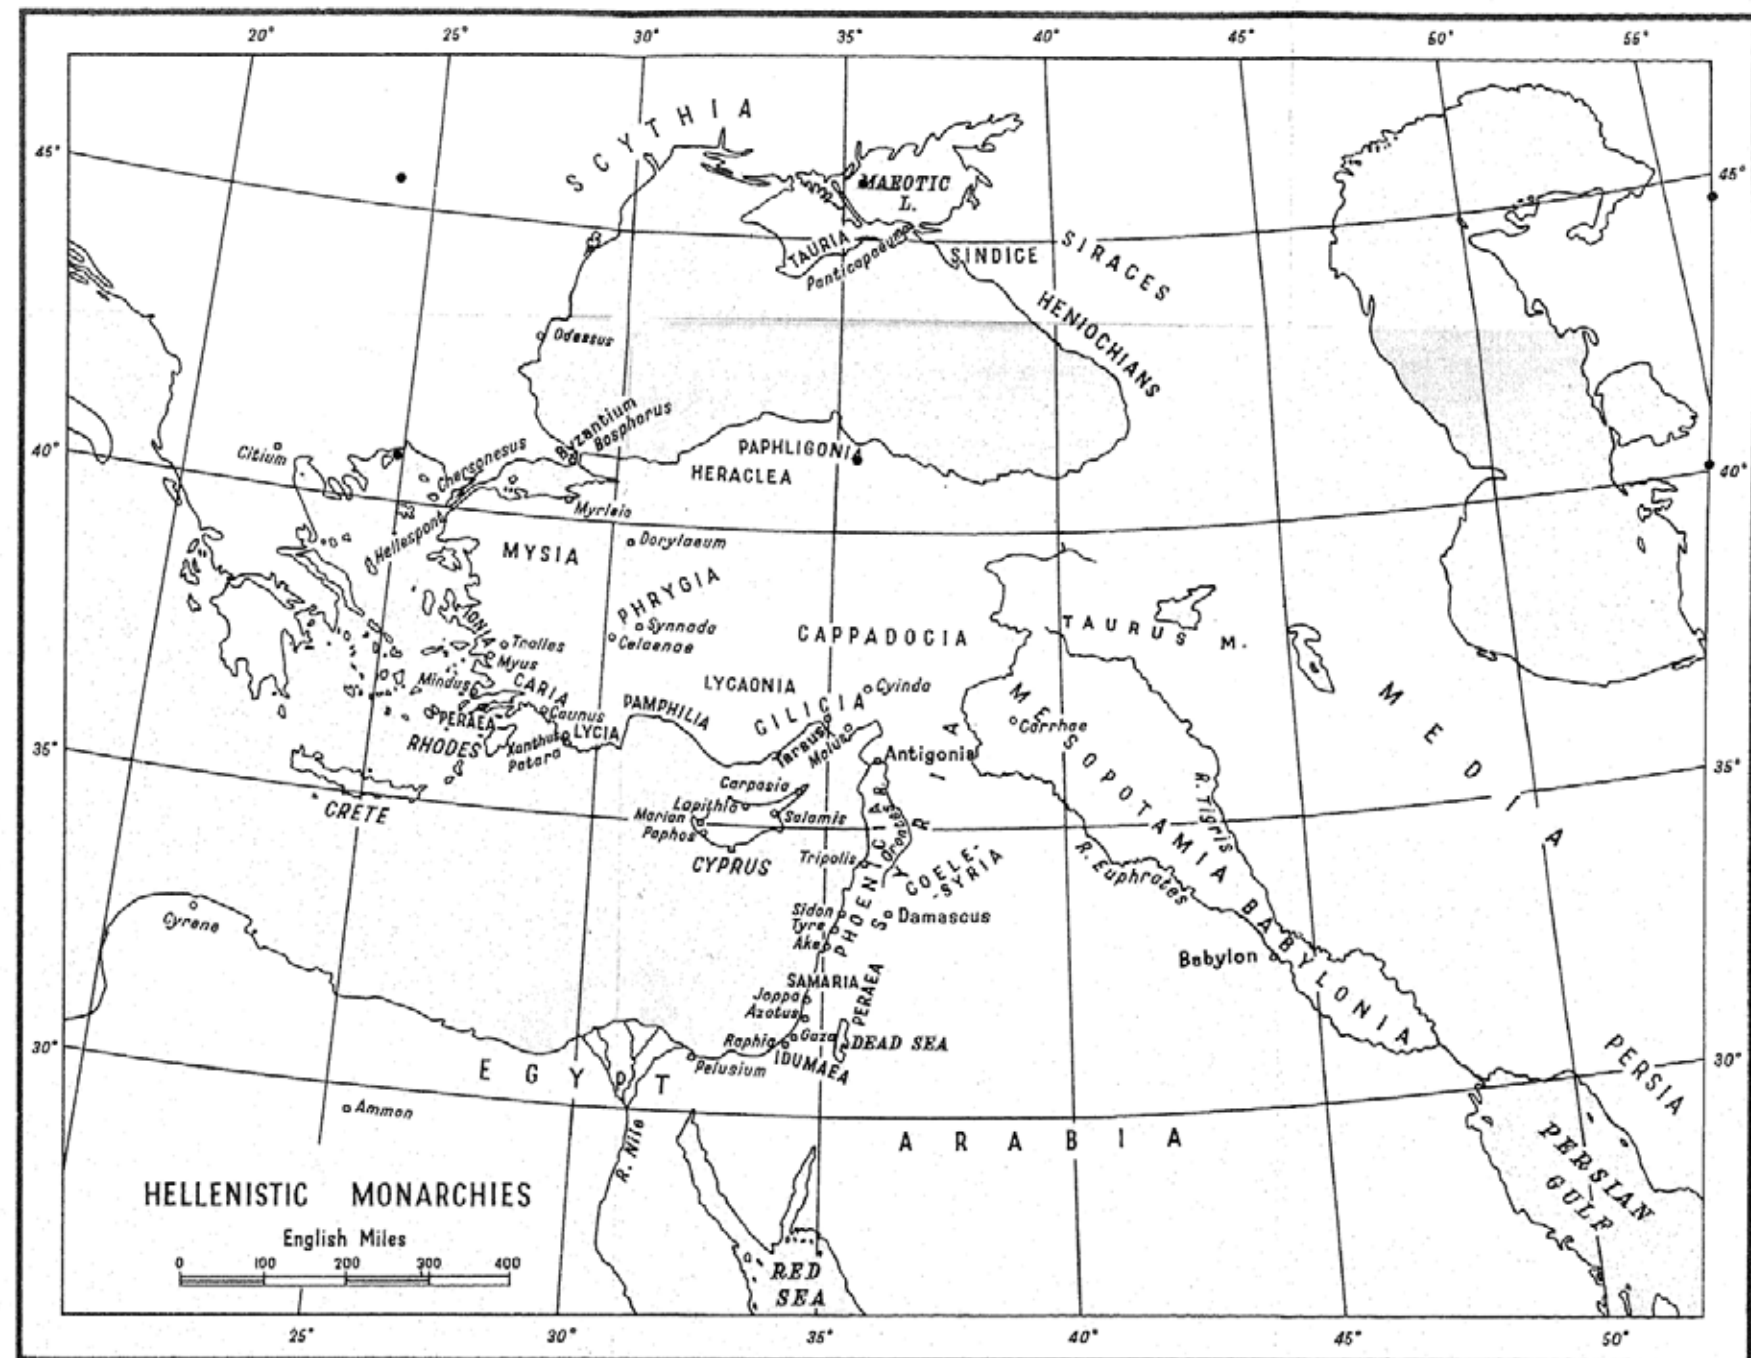 20° 25° 30° 35° 40° 45° 50° 55°
SCYTHIA
45°
45°
MAEOTIC
L.
TAURIA
Panticapaeum
SINDICE
SIRACES
HENIOCHIANS
Odessus
Byzantium
Bosphorus
PAPHLIGONIA
HERACLEA
40°
40°
Citium
Chersonesus
Myrleia
Hellespont
MYSIA
Dorylaeum
PHRYGIA
Synnada
Celaenae
IONIA
Tralles
Myus
Mindus
CARIA
Caunus
PERAEA
RHODES
Xanthus
Patara
LYCIA
PAMPHILIA
LYCAONIA
CAPPADOCIA
TAURUS M.
CILICIA
Cyinda
Tarsus
Malus
Antigonia
MESOPOTAMIA
Carrhae
MEDIA
35°
35°
CRETE
Carpasia
Lapithia
Marion
Paphos
Salamis
CYPRUS
Tripolis
PHOENICIA
Orontes
SYRIA
COELE-
-SYRIA
R. Tigris
R. Euphrates
Cyrene
Sidon
Tyre
Ake
Damascus
BABYLONIA
Babylon
SAMARIA
Joppa
Azotus
PERAEA
Raphia
Gaza
DEAD SEA
IDUMAEA
30°
30°
EGYPT
Pelusium
PERSIA
Ammon
ARABIA
R. Nile
PERSIAN
GULF
HELLENISTIC MONARCHIES
English Miles
0 100 200 300 400
RED
SEA
25° 30° 35° 40° 45° 50°